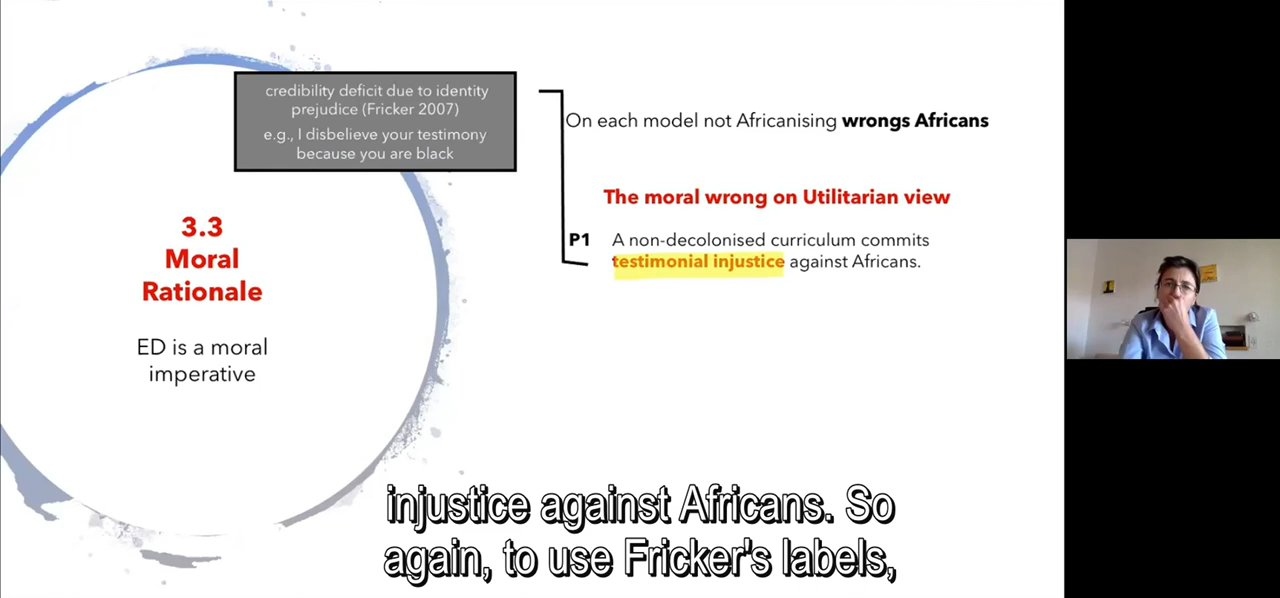 credibility deficit due to identity
prejudice (Fricker 2007)
e.g., I disbelieve your testimony
because you are black
On each model not Africanising wrongs Africans
The moral wrong on Utilitarian view
P1 A non-decolonised curriculum commits
testimonial injustice against Africans.
3.3
Moral
Rationale
ED is a moral
imperative
injustice against Africans. So
again, to use Fricker's labels,